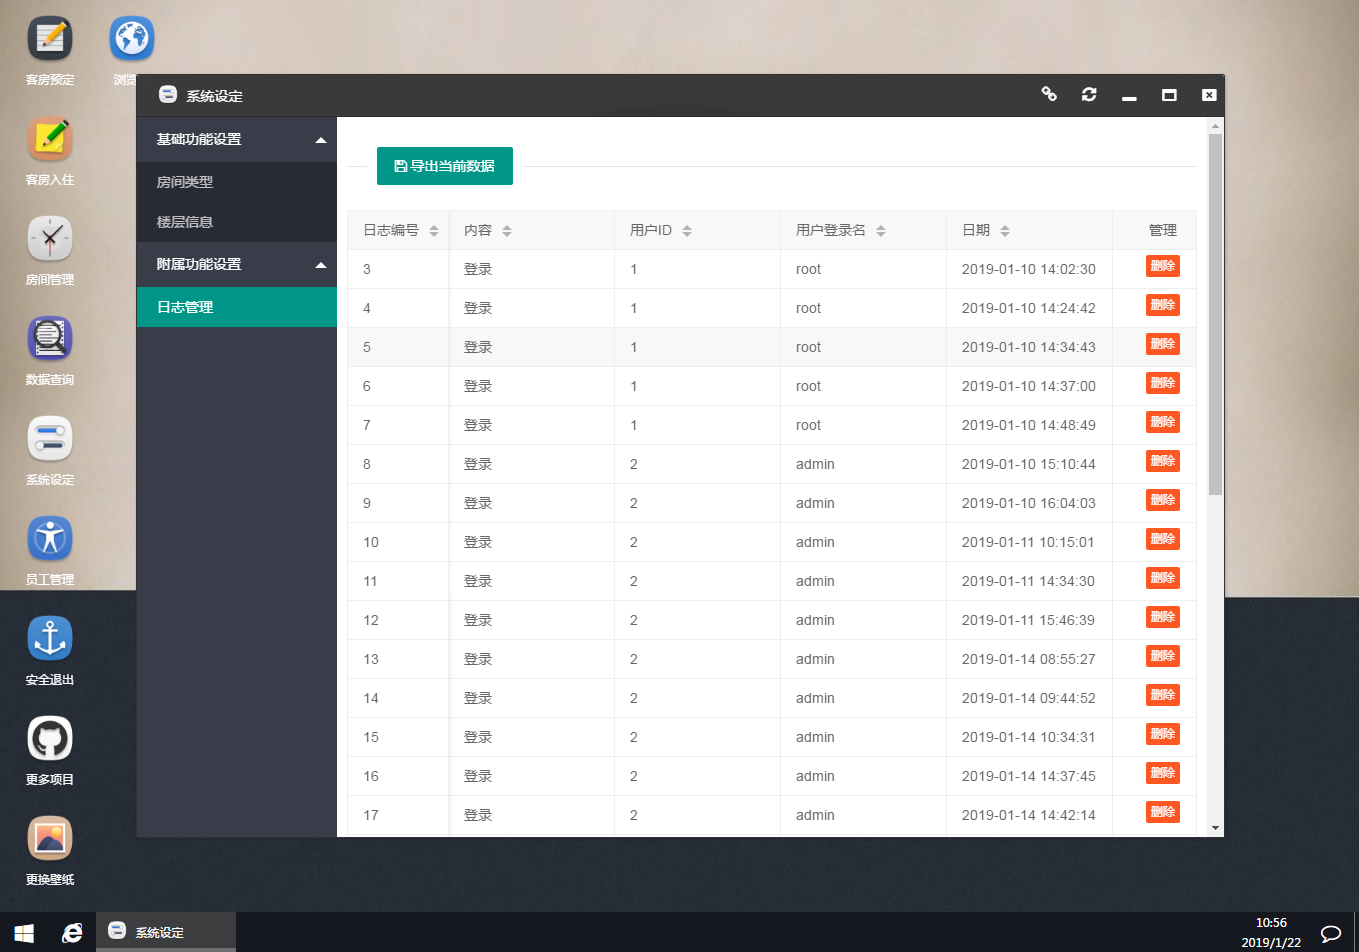 客房预定
浏览
客房入住
房间管理
数据查询
系统设定
员工管理
安全退出
更多项目
更换壁纸
系统设定
基础功能设置
房间类型
楼层信息
附属功能设置
日志管理
导出当前数据
日志编号 内容 用户ID 用户登录名 日期 管理
3 登录 1 root 2019-01-10 14:02:30 删除
4 登录 1 root 2019-01-10 14:24:42 删除
5 登录 1 root 2019-01-10 14:34:43 删除
6 登录 1 root 2019-01-10 14:37:00 删除
7 登录 1 root 2019-01-10 14:48:49 删除
8 登录 2 admin 2019-01-10 15:10:44 删除
9 登录 2 admin 2019-01-10 16:04:03 删除
10 登录 2 admin 2019-01-11 10:15:01 删除
11 登录 2 admin 2019-01-11 14:34:30 删除
12 登录 2 admin 2019-01-11 15:46:39 删除
13 登录 2 admin 2019-01-14 08:55:27 删除
14 登录 2 admin 2019-01-14 09:44:52 删除
15 登录 2 admin 2019-01-14 10:34:31 删除
16 登录 2 admin 2019-01-14 14:37:45 删除
17 登录 2 admin 2019-01-14 14:42:14 删除
系统设定
10:56
2019/1/22